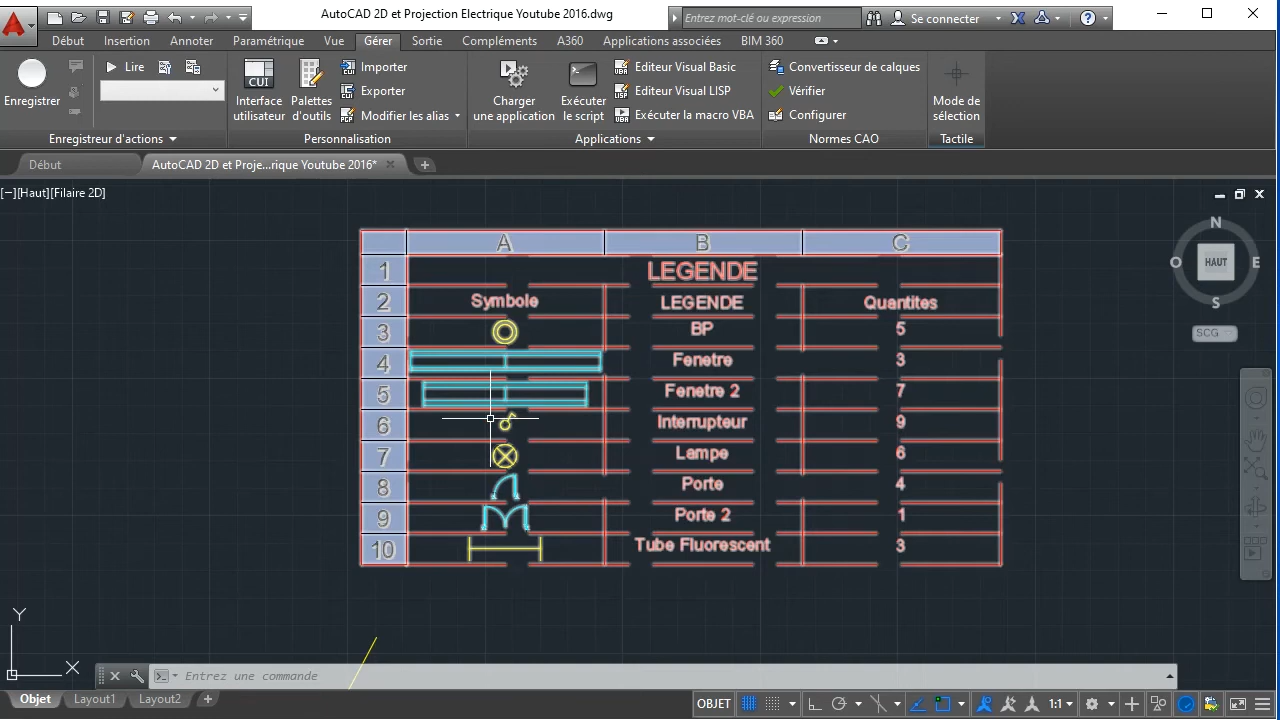 AutoCAD 2D et Projection Electrique Youtube 2016.dwg
Entrez mot-clé ou expression
Se connecter
Début Insertion Annoter Paramétrique Vue Gérer Sortie Compléments A360 Applications associées BIM 360
Enregistrer
Lire
Enregistreur d'actions
CUI
Interface utilisateur
Palettes d'outils
Importer
Exporter
Modifier les alias
Personnalisation
Charger une application
Exécuter le script
Editeur Visual Basic
Editeur Visual LISP
Exécuter la macro VBA
Applications
Convertisseur de calques
Vérifier
Configurer
Normes CAO
Mode de sélection
Tactile
Début
AutoCAD 2D et Proje...rique Youtube 2016*
[−][Haut][Filaire 2D]
N
O HAUT E
S
SCG
A B C
1 LEGENDE
2 Symbole LEGENDE Quantites
3 BP 5
4 Fenetre 3
5 Fenetre 2 7
6 Interrupteur 9
7 Lampe 6
8 Porte 4
9 Porte 2 1
10 Tube Fluorescent 3
Y
X
Entrez une commande
Objet Layout1 Layout2
OBJET
1:1